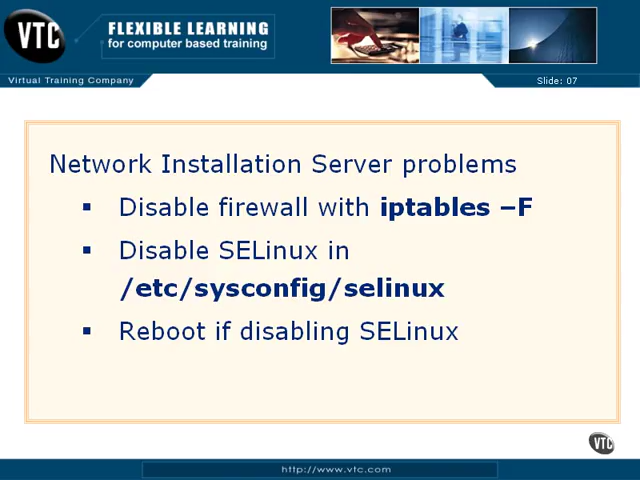 VTC
FLEXIBLE LEARNING
for computer based training
Virtual Training Company
Slide: 07
Network Installation Server problems
▪ Disable firewall with iptables –F
▪ Disable SELinux in
/etc/sysconfig/selinux
▪ Reboot if disabling SELinux
VTC
http://www.vtc.com